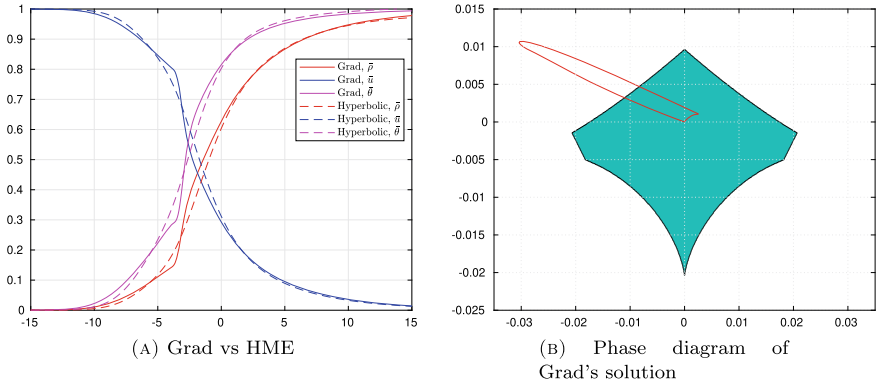 1
0.9
0.8
0.7
0.6
0.5
0.4
0.3
0.2
0.1
0
-15 -10 -5 0 5 10 15
Grad, ρ̄
Grad, ū
Grad, θ̄
Hyperbolic, ρ̄
Hyperbolic, ū
Hyperbolic, θ̄
(A) Grad vs HME
0.015
0.01
0.005
0
-0.005
-0.01
-0.015
-0.02
-0.025
-0.03 -0.02 -0.01 0 0.01 0.02 0.03
(B) Phase diagram of
Grad's solution